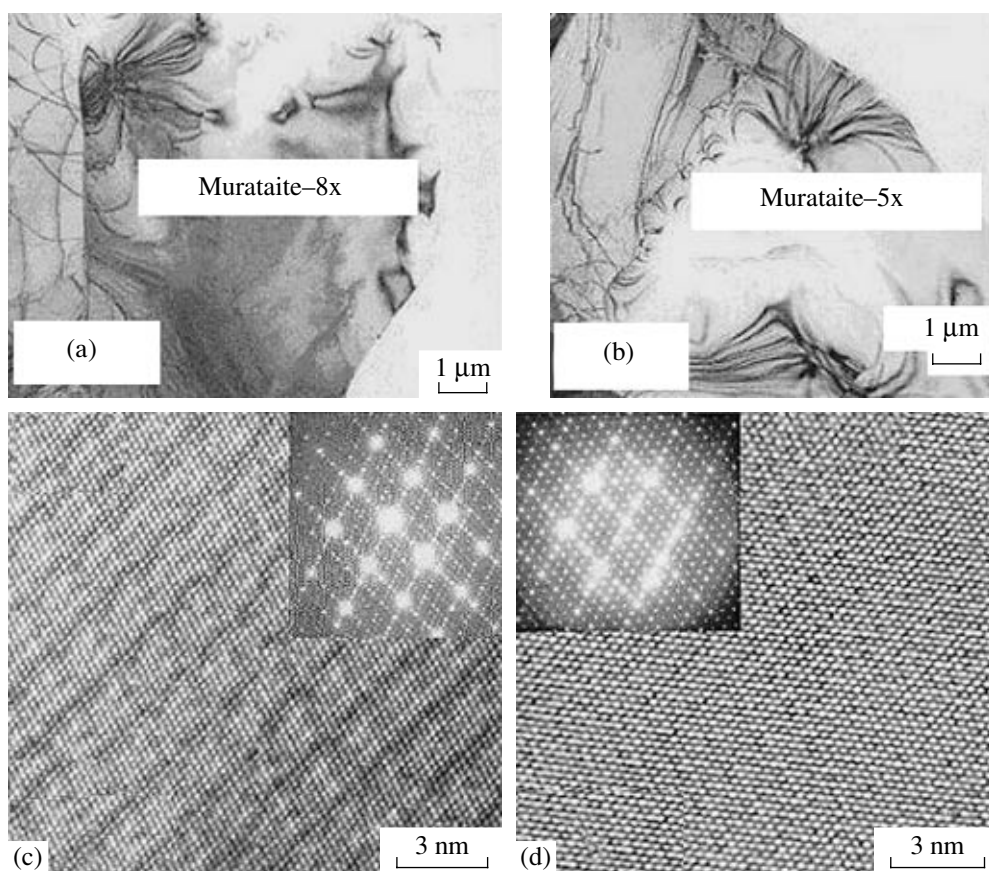 Murataite–8x
(a)
1 μm
Murataite–5x
(b)
1 μm
(c)
3 nm
(d)
3 nm